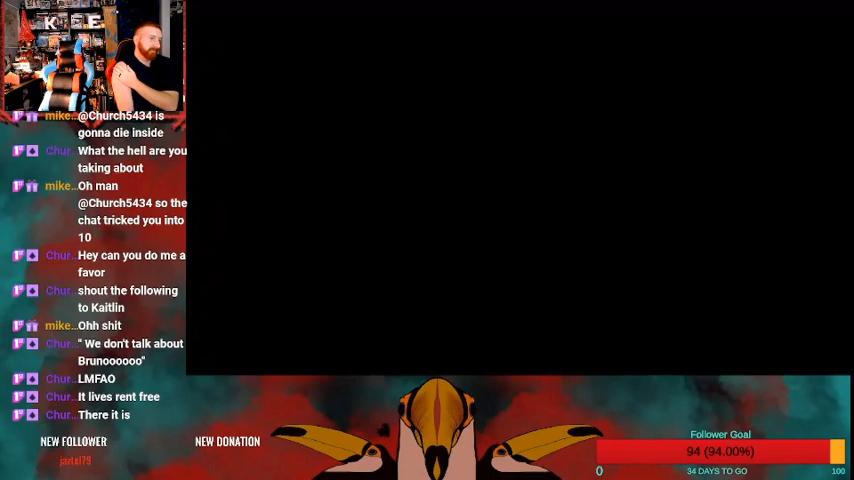 K E
mike...@Church5434 is
gonna die inside
Chur...What the hell are you
taking about
mike...Oh man
@Church5434 so the
chat tricked you into
10
Chur...Hey can you do me a
favor
Chur...shout the following
to Kaitlin
mike...Ohh shit
Chur..." We don't talk about
Brunoooooo"
Chur...LMFAO
Chur...It lives rent free
Chur...There it is
NEW FOLLOWER
NEW DONATION
Follower Goal
94 (94.00%)
0
34 DAYS TO GO
100